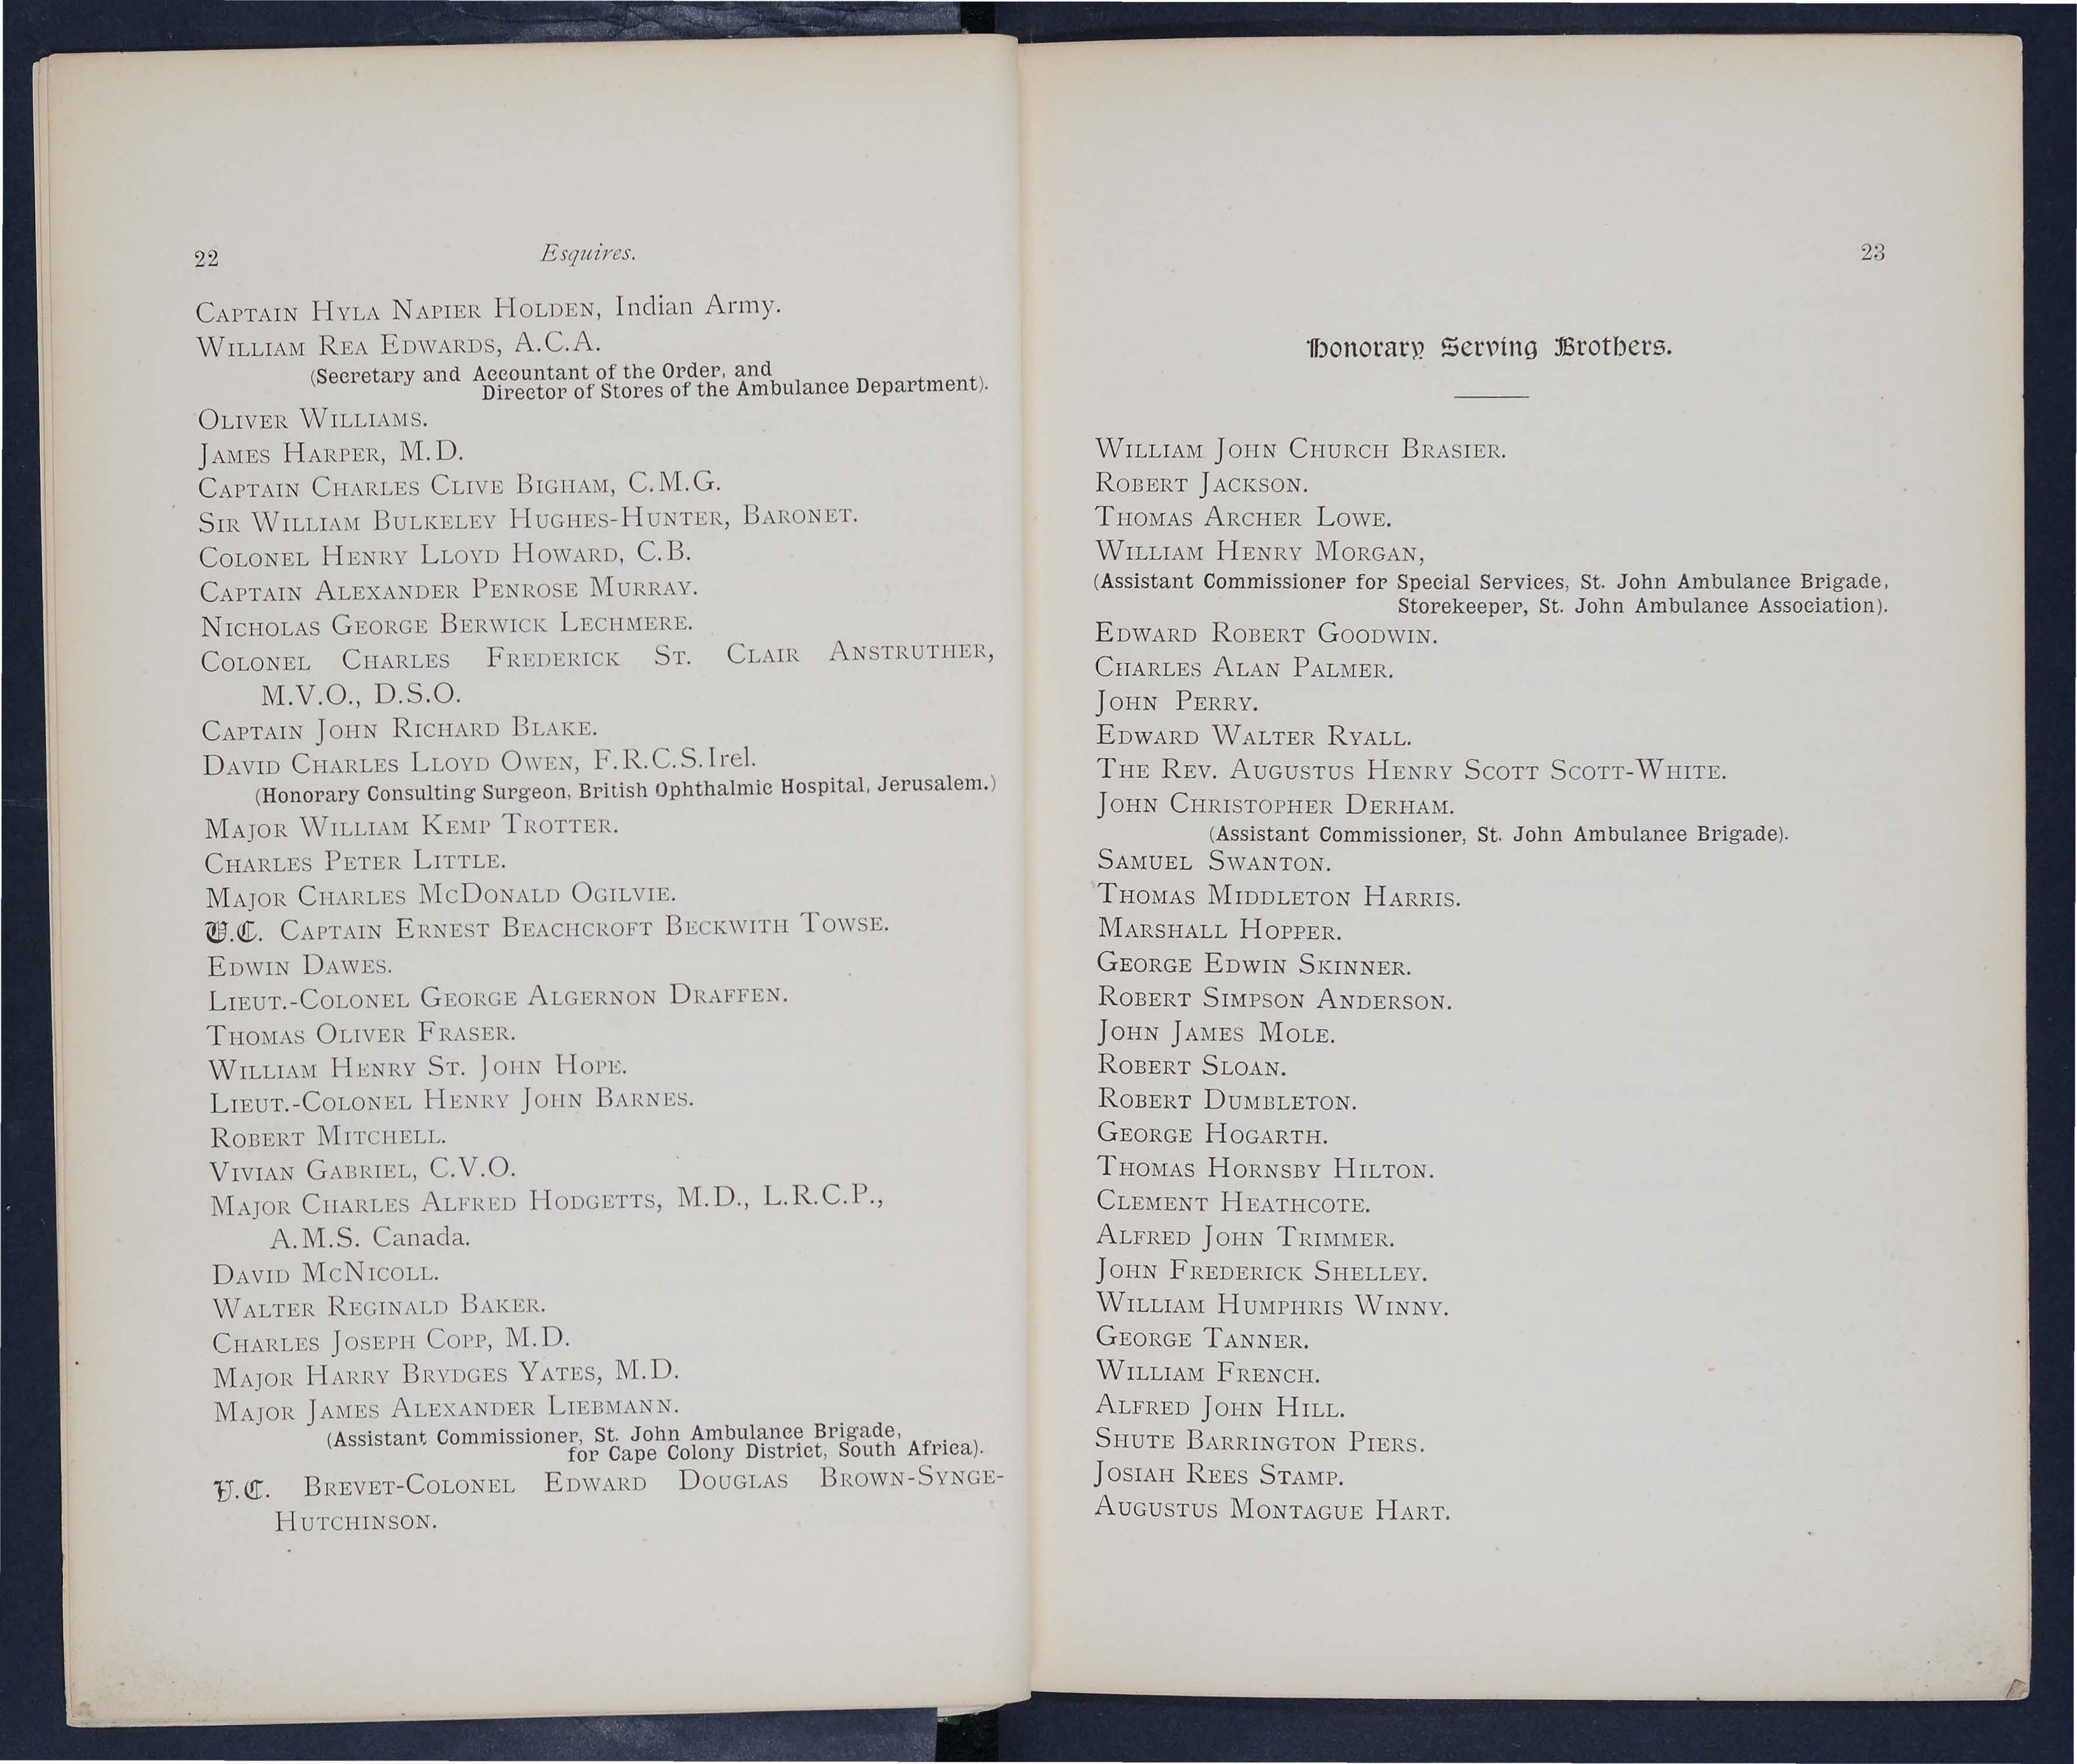 22
Esquires.
CAPTAIN HYLA NAPIER HOLDEN, Indian Army.
WILLIAM REA EDWARDS, A.C.A.
(Secretary and Accountant of the Order, and
Director of Stores of the Ambulance Department).
OLIVER WILLIAMS.
JAMES HARPER, M.D.
CAPTAIN CHARLES CLIVE BIGHAM, C.M.G.
SIR WILLIAM BULKELEY HUGHES-HUNTER, BARONET.
COLONEL HENRY LLOYD HOWARD, C.B.
CAPTAIN ALEXANDER PENROSE MURRAY.
NICHOLAS GEORGE BERWICK LECHMERE.
COLONEL CHARLES FREDERICK ST. CLAIR ANSTRUTHER,
M.V.O., D.S.O.
CAPTAIN JOHN RICHARD BLAKE.
DAVID CHARLES LLOYD OWEN, F.R.C.S.Irel.
(Honorary Consulting Surgeon, British Ophthalmic Hospital, Jerusalem.)
MAJOR WILLIAM KEMP TROTTER.
CHARLES PETER LITTLE.
MAJOR CHARLES MCDONALD OGILVIE.
V.C. CAPTAIN ERNEST BEACHCROFT BECKWITH TOWSE.
EDWIN DAWES.
LIEUT.-COLONEL GEORGE ALGERNON DRAFFEN.
THOMAS OLIVER FRASER.
WILLIAM HENRY ST. JOHN HOPE.
LIEUT.-COLONEL HENRY JOHN BARNES.
ROBERT MITCHELL.
VIVIAN GABRIEL, C.V.O.
MAJOR CHARLES ALFRED HODGETTS, M.D., L.R.C.P.,
A.M.S. Canada.
DAVID MCNICOLL.
WALTER REGINALD BAKER.
CHARLES JOSEPH COPP, M.D.
MAJOR HARRY BRYDGES YATES, M.D.
MAJOR JAMES ALEXANDER LIEBMANN.
(Assistant Commissioner, St. John Ambulance Brigade,
for Cape Colony District, South Africa).
V.C. BREVET-COLONEL EDWARD DOUGLAS BROWN-SYNGE-
HUTCHINSON.
23
Honorary Serving Brothers.
WILLIAM JOHN CHURCH BRASIER.
ROBERT JACKSON.
THOMAS ARCHER LOWE.
WILLIAM HENRY MORGAN,
(Assistant Commissioner for Special Services, St. John Ambulance Brigade,
Storekeeper, St. John Ambulance Association).
EDWARD ROBERT GOODWIN.
CHARLES ALAN PALMER.
JOHN PERRY.
EDWARD WALTER RYALL.
THE REV. AUGUSTUS HENRY SCOTT SCOTT-WHITE.
JOHN CHRISTOPHER DERHAM.
(Assistant Commissioner, St. John Ambulance Brigade).
SAMUEL SWANTON.
THOMAS MIDDLETON HARRIS.
MARSHALL HOPPER.
GEORGE EDWIN SKINNER.
ROBERT SIMPSON ANDERSON.
JOHN JAMES MOLE.
ROBERT SLOAN.
ROBERT DUMBLETON.
GEORGE HOGARTH.
THOMAS HORNSBY HILTON.
CLEMENT HEATHCOTE.
ALFRED JOHN TRIMMER.
JOHN FREDERICK SHELLEY.
WILLIAM HUMPHRIS WINNY.
GEORGE TANNER.
WILLIAM FRENCH.
ALFRED JOHN HILL.
SHUTE BARRINGTON PIERS.
JOSIAH REES STAMP.
AUGUSTUS MONTAGUE HART.